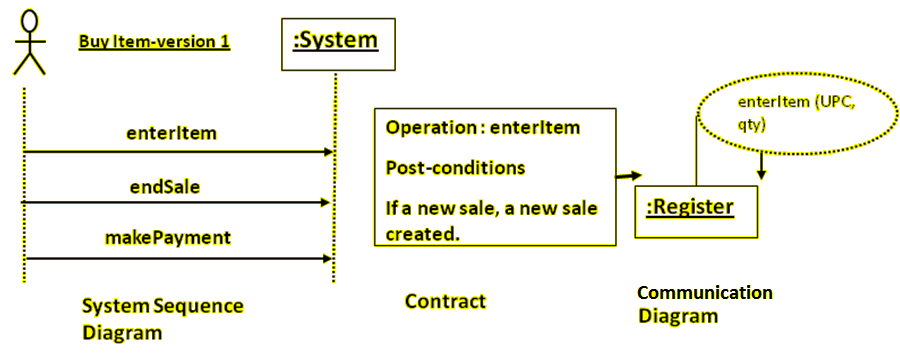 Buy Item-version 1
:System
enterItem
endSale
makePayment
System Sequence
Diagram
Operation : enterItem
Post-conditions
If a new sale, a new sale
created.
Contract
enterItem (UPC,
qty)
:Register
Communication
Diagram